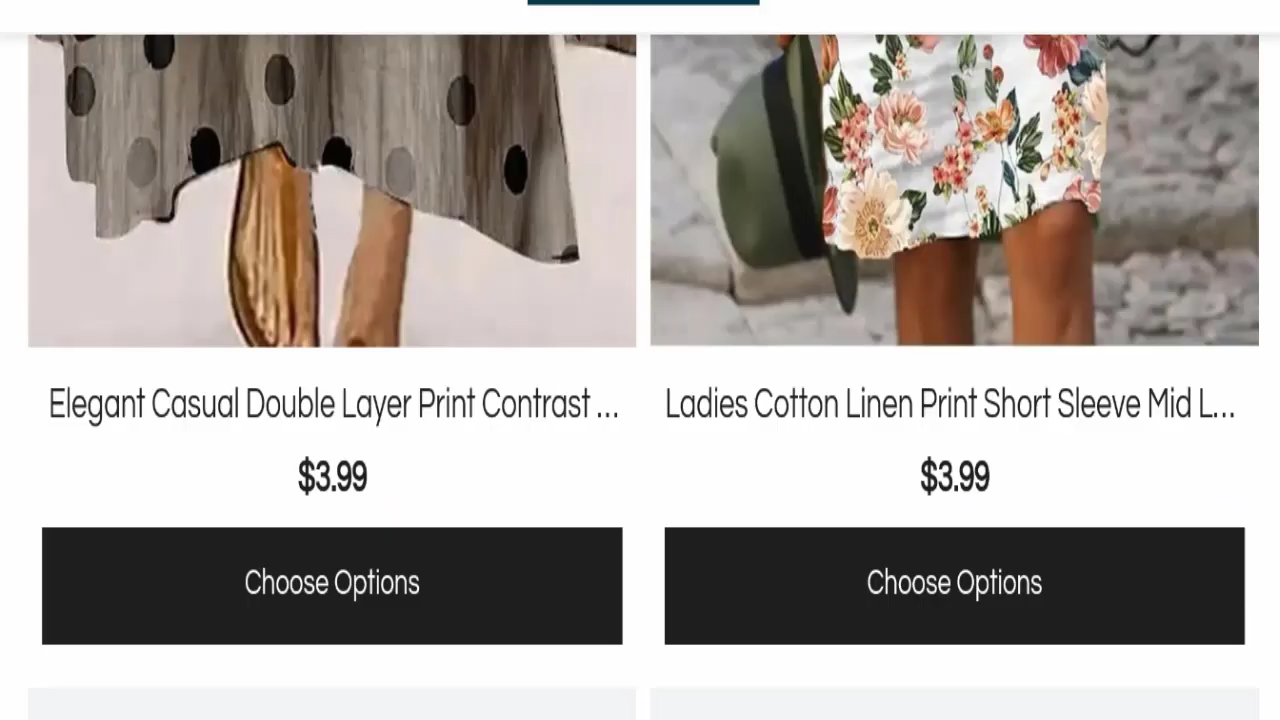 Elegant Casual Double Layer Print Contrast ...
$3.99
Choose Options
Ladies Cotton Linen Print Short Sleeve Mid L...
$3.99
Choose Options